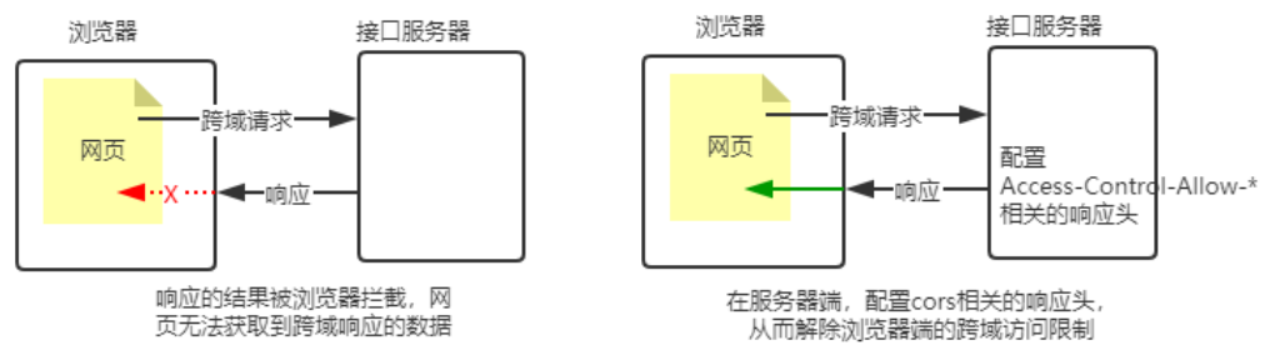 浏览器
接口服务器
跨域请求
网页
X
响应
响应的结果被浏览器拦截，网
页无法获取到跨域响应的数据
浏览器
接口服务器
跨域请求
网页
响应
配置
Access-Control-Allow-*
相关的响应头
在服务器端，配置cors相关的响应头，
从而解除浏览器端的跨域访问限制